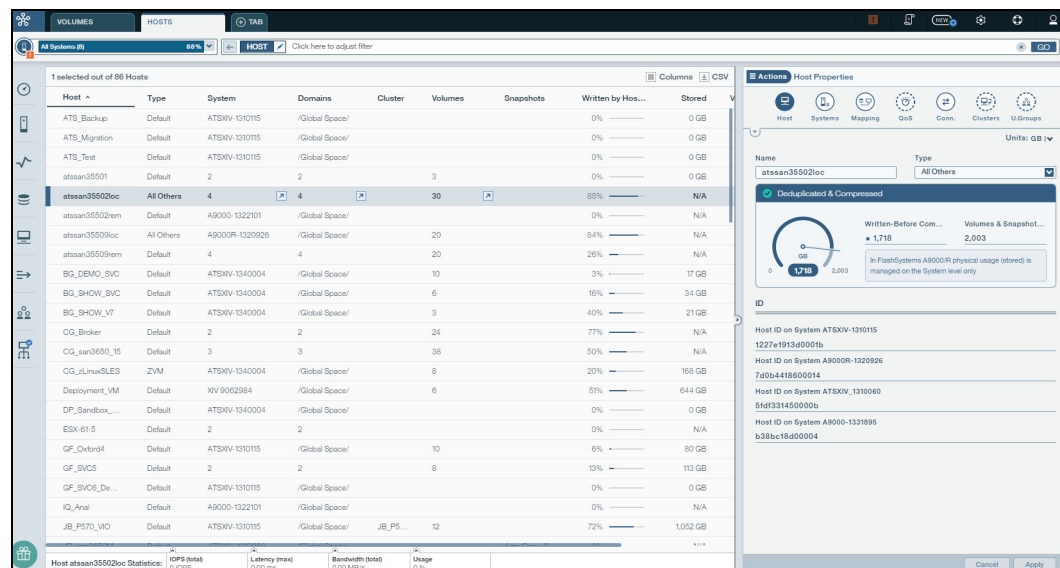 VOLUMES HOSTS TAB NEW
All Systems (8) 88% HOST Click here to adjust filter GO
1 selected out of 86 Hosts Columns CSV
Host Type System Domains Cluster Volumes Snapshots Written by Hos... Stored V
ATS_Backup Default ATSXIV-1310115 /Global Space/ 0% 0 GB
ATS_Migration Default ATSXIV-1310115 /Global Space/ 0% 0 GB
ATS_Test Default ATSXIV-1310115 /Global Space/ 0% 0 GB
atssan35501 Default 2 2 3 0% 0 GB
atssan35502loc All Others 4 4 30 85% N/A
atssan35502rem All Others A9000-1322101 /Global Space/ 0% N/A
atssan35509loc All Others A9000R-1320926 /Global Space/ 20 84% N/A
atssan35509rem Default 4 4 20 26% N/A
BG_DEMO_SVC Default ATSXIV-1340004 /Global Space/ 10 3% 17 GB
BG_SHOW_SVC Default ATSXIV-1340004 /Global Space/ 6 16% 34 GB
BG_SHOW_V7 Default ATSXIV-1340004 /Global Space/ 3 40% 21 GB
CG_Broker Default 2 2 24 77% N/A
CG_san3650_15 Default 3 3 38 50% N/A
CG_zLinuxSLES ZVM ATSXIV-1340004 /Global Space/ 8 20% 168 GB
Deployment_VM Default XIV 9062984 /Global Space/ 6 51% 644 GB
DP_Sandbox_... Default ATSXIV-1340004 /Global Space/ 0% 0 GB
ESX-61-5 Default 2 2 0% N/A
GF_Oxford4 Default ATSXIV-1310115 /Global Space/ 10 6% 80 GB
GF_SVC5 Default 2 2 8 13% 113 GB
GF_SVC6_De... Default ATSXIV-1310115 /Global Space/ 0% 0 GB
IQ_Anal Default A9000-1322101 /Global Space/ 0% N/A
JB_P570_VIO Default ATSXIV-1310115 /Global Space/ JB_P5... 12 72% 1,052 GB
Host atssan35502loc Statistics: IOPS (total) Latency (max) Bandwidth (total) Usage
0 IOPS 0.00 ms 0.00 MB/s 0 %
Actions Host Properties
Host Systems Mapping QoS Conn. Clusters U.Groups
Units: GB
Name Type
atssan35502loc All Others
Deduplicated & Compressed
Written-Before Com... Volumes & Snapshot...
1,718 2,003
GB
0 1,718 2,003
In FlashSystems A9000/R physical usage (stored) is
managed on the System level only
ID
Host ID on System ATSXIV-1310115
1227e1913d0001b
Host ID on System A9000R-1320926
7d0b4418600014
Host ID on System ATSXIV_1310060
5fdf331450000b
Host ID on System A9000-1331895
b38bc18d00004
Cancel Apply